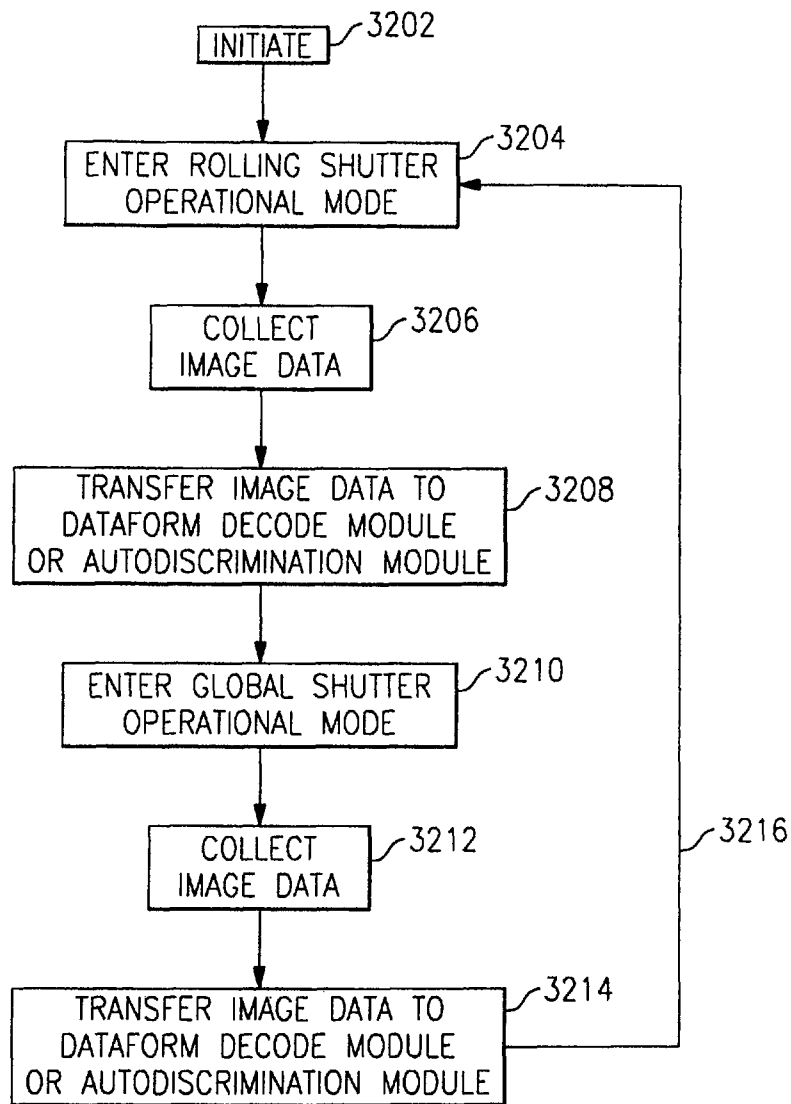 INITIATE
3202
ENTER ROLLING SHUTTER
OPERATIONAL MODE
3204
COLLECT
IMAGE DATA
3206
TRANSFER IMAGE DATA TO
DATAFORM DECODE MODULE
OR AUTODISCRIMINATION MODULE
3208
ENTER GLOBAL SHUTTER
OPERATIONAL MODE
3210
COLLECT
IMAGE DATA
3212
3216
TRANSFER IMAGE DATA TO
DATAFORM DECODE MODULE
OR AUTODISCRIMINATION MODULE
3214